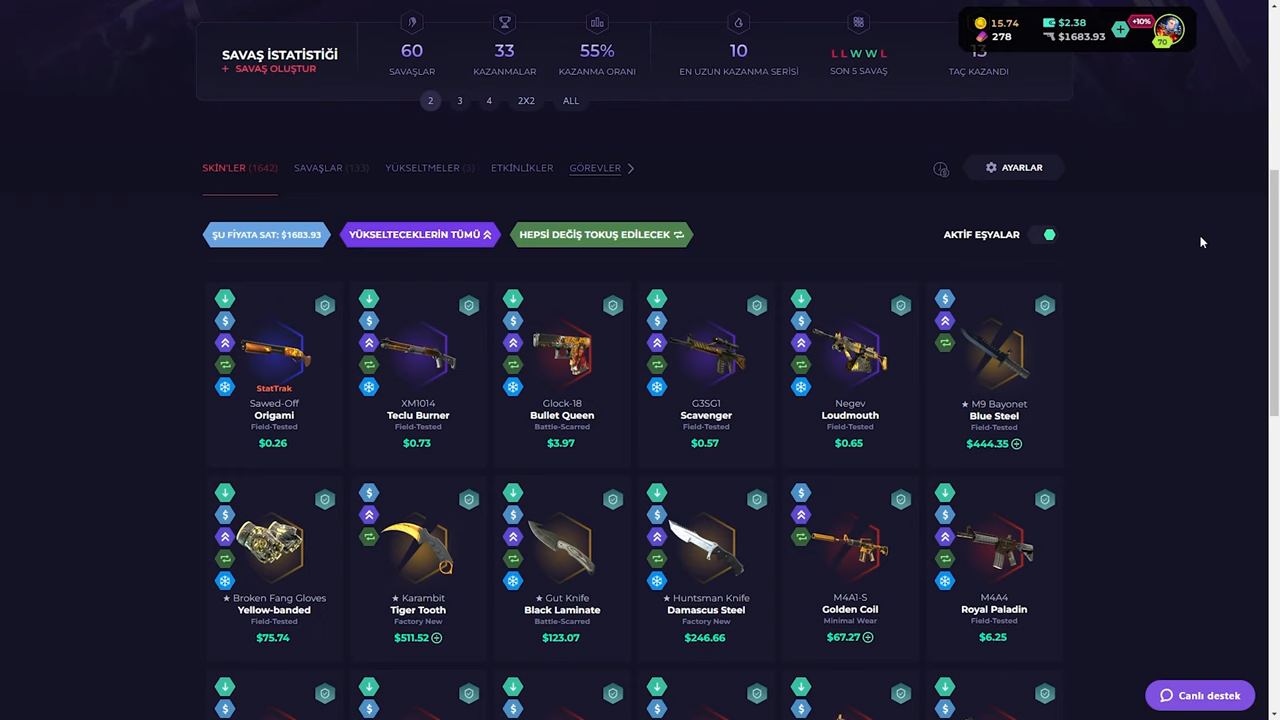 15.74
$2.38
+10%
278
$1683.93
70
SAVAŞ İSTATİSTİĞİ
+ SAVAŞ OLUŞTUR
60
33
55%
10
L L W W L
13
SAVAŞLAR
KAZANMALAR
KAZANMA ORANI
EN UZUN KAZANMA SERİSİ
SON 5 SAVAŞ
TAÇ KAZANDI
2
3
4
2X2
ALL
SKİN'LER (1642)
SAVAŞLAR (133)
YÜKSELTMELER (3)
ETKİNLİKLER
GÖREVLER
AYARLAR
ŞU FİYATA SAT: $1683.93
YÜKSELTECEKLERİN TÜMÜ
HEPSİ DEĞİŞ TOKUŞ EDİLECEK
AKTİF EŞYALAR
StatTrak
Sawed-Off
Origami
Field-Tested
$0.26
XM1014
Teclu Burner
Field-Tested
$0.73
Glock-18
Bullet Queen
Battle-Scarred
$3.97
G3SG1
Scavenger
Field-Tested
$0.57
Negev
Loudmouth
Field-Tested
$0.65
★ M9 Bayonet
Blue Steel
Field-Tested
$444.35
★ Broken Fang Gloves
Yellow-banded
Field-Tested
$75.74
★ Karambit
Tiger Tooth
Factory New
$511.52
★ Gut Knife
Black Laminate
Battle-Scarred
$123.07
★ Huntsman Knife
Damascus Steel
Factory New
$246.66
M4A1-S
Golden Coil
Minimal Wear
$67.27
M4A4
Royal Paladin
Field-Tested
$6.25
Canlı destek